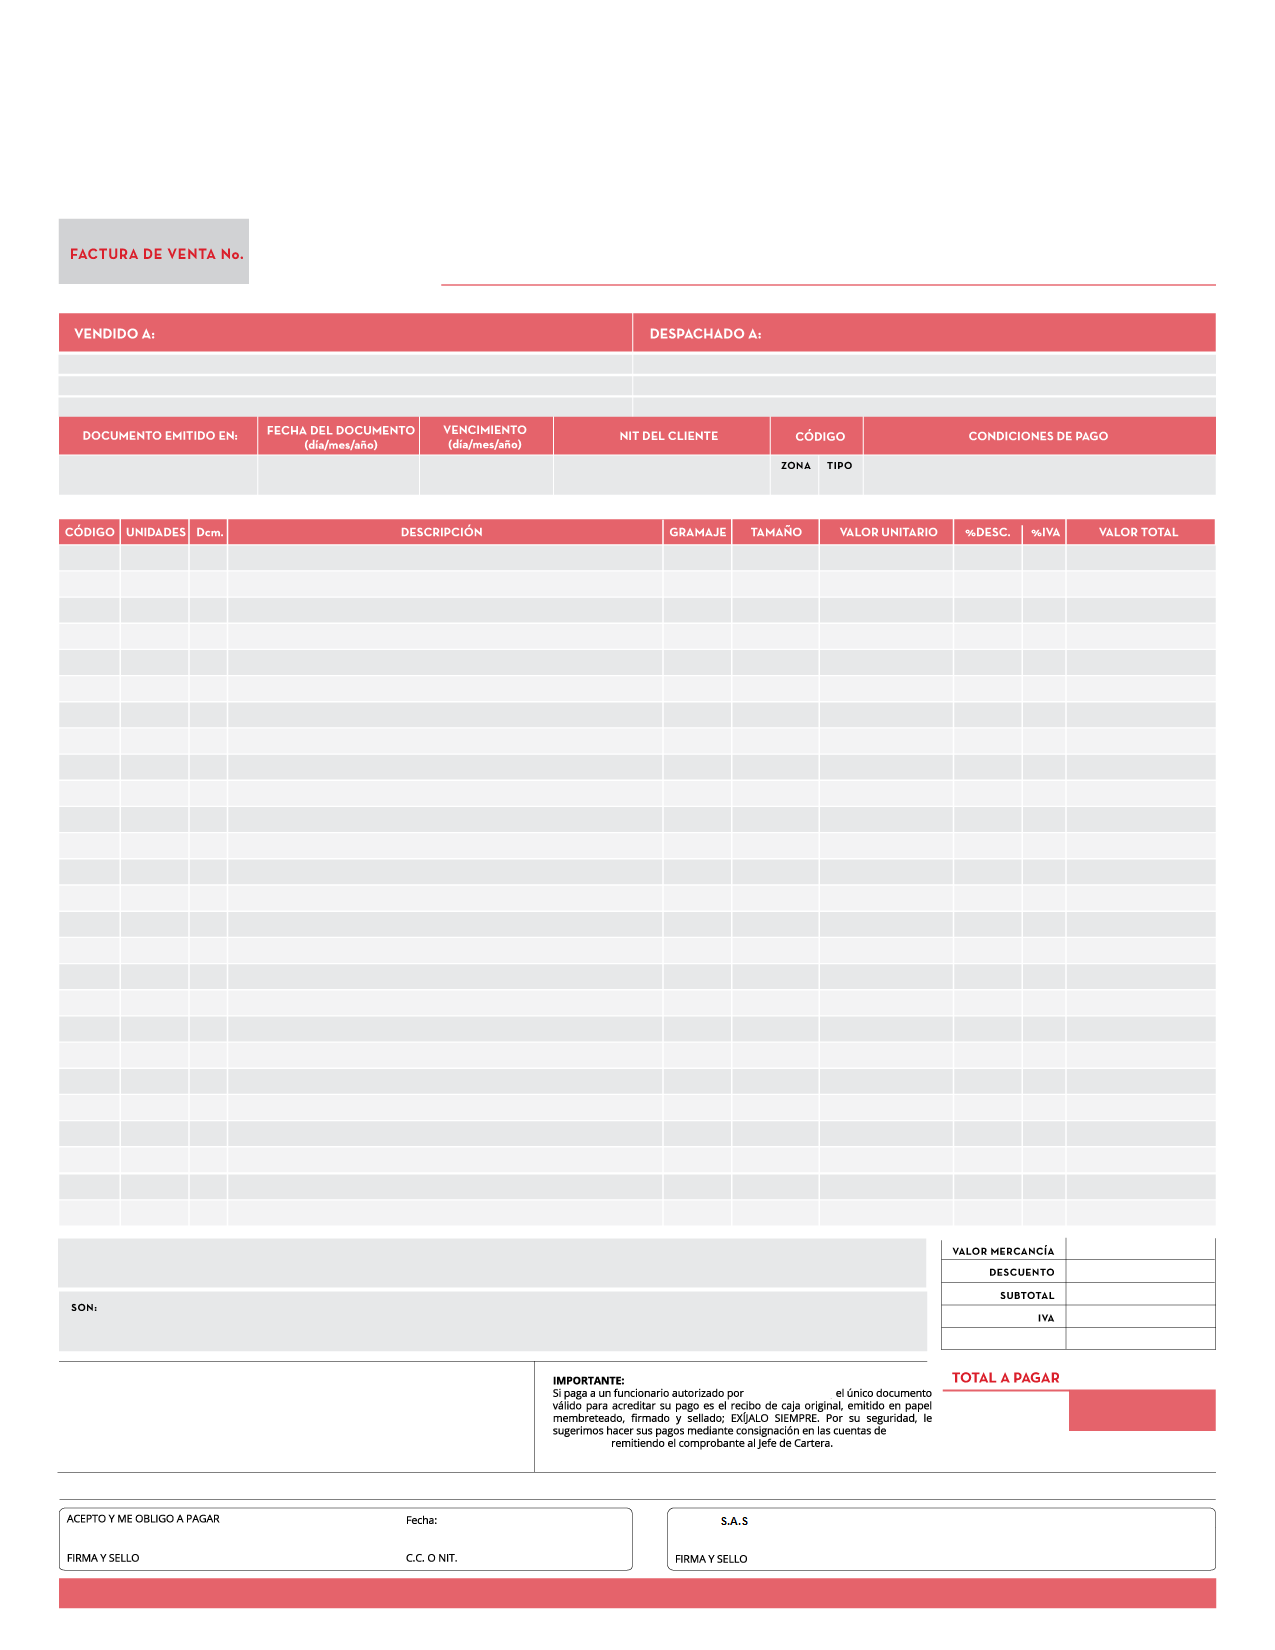 FACTURA DE VENTA No.
VENDIDO A: DESPACHADO A:
DOCUMENTO EMITIDO EN: FECHA DEL DOCUMENTO (día/mes/año) VENCIMIENTO (día/mes/año) NIT DEL CLIENTE CÓDIGO CONDICIONES DE PAGO
ZONA TIPO
CÓDIGO UNIDADES Dcm. DESCRIPCIÓN GRAMAJE TAMAÑO VALOR UNITARIO %DESC. %IVA VALOR TOTAL
VALOR MERCANCÍA
DESCUENTO
SUBTOTAL
IVA
SON:
TOTAL A PAGAR
IMPORTANTE:
Si paga a un funcionario autorizado por el único documento
válido para acreditar su pago es el recibo de caja original, emitido en papel
membreteado, firmado y sellado; EXÍJALO SIEMPRE. Por su seguridad, le
sugerimos hacer sus pagos mediante consignación en las cuentas de
remitiendo el comprobante al Jefe de Cartera.
ACEPTO Y ME OBLIGO A PAGAR Fecha:
FIRMA Y SELLO C.C. O NIT.
S.A.S
FIRMA Y SELLO